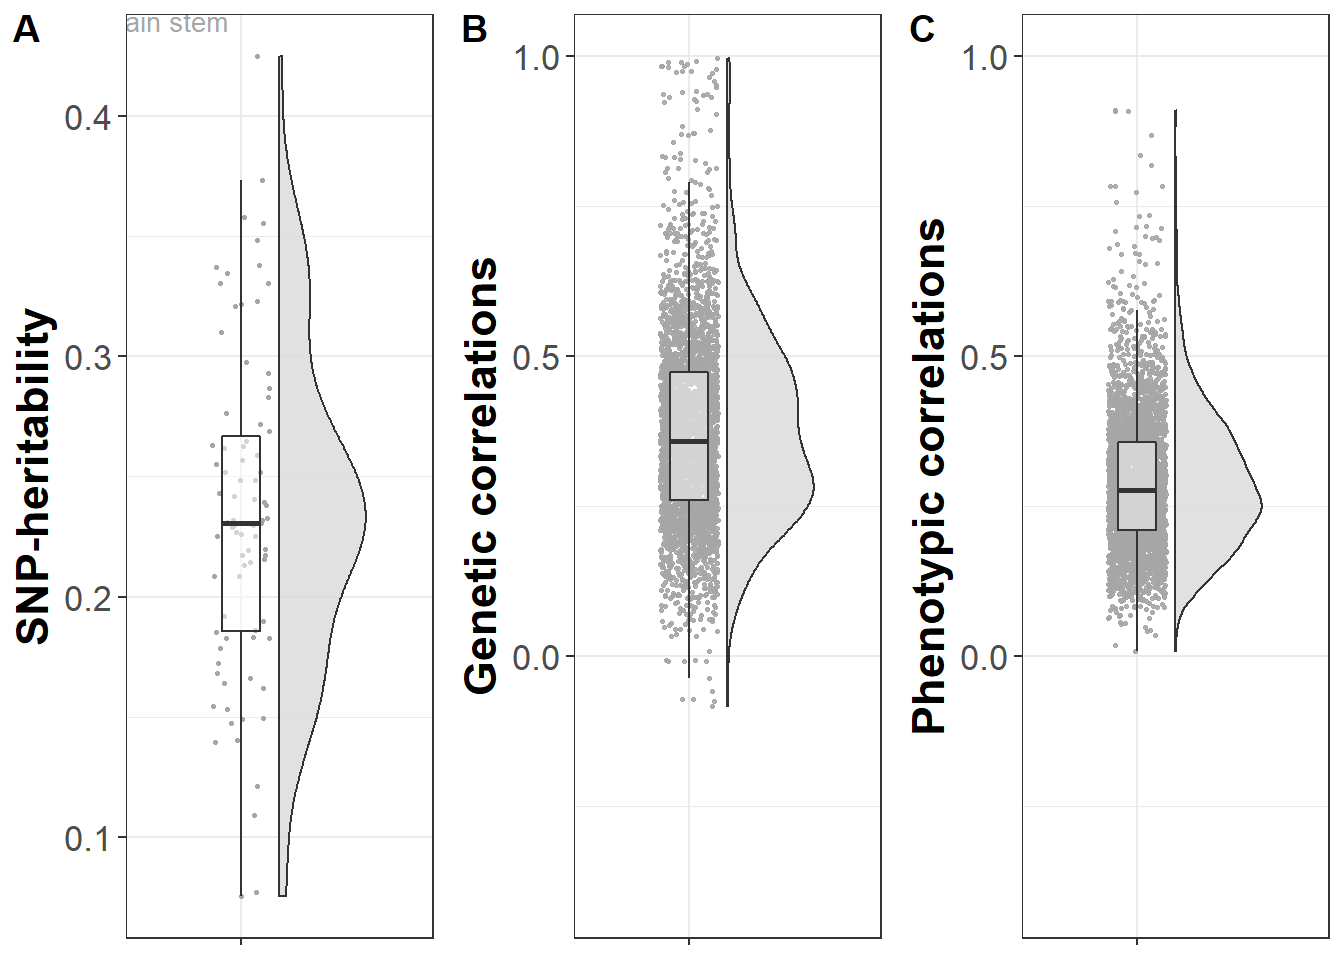 A
ain stem
SNP-heritability
0.4
0.3
0.2
0.1
B
Genetic correlations
1.0
0.5
0.0
C
Phenotypic correlations
1.0
0.5
0.0